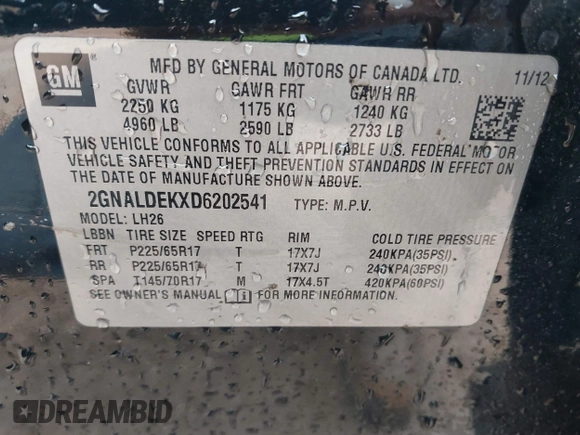 GM
MFD BY GENERAL MOTORS OF CANADA LTD. 11/12
GVWR GAWR FRT GAWR RR
2250 KG 1175 KG 1240 KG
4960 LB 2590 LB 2733 LB
THIS VEHICLE CONFORMS TO ALL APPLICABLE U.S. FEDERAL MOTOR
VEHICLE SAFETY AND THEFT PREVENTION STANDARDS IN EFFECT ON
THE DATE OF MANUFACTURE SHOWN ABOVE.
2GNALDEKXD6202541 TYPE: M.P.V.
MODEL: LH26
LBBN TIRE SIZE SPEED RTG RIM COLD TIRE PRESSURE
FRT P225/65R17 T 17X7J 240KPA(35PSI)
RR P225/65R17 T 17X7J 240KPA(35PSI)
SPA T145/70R17 M 17X4.5T 420KPA(60PSI)
SEE OWNER'S MANUAL FOR MORE INFORMATION.
DREAMBID